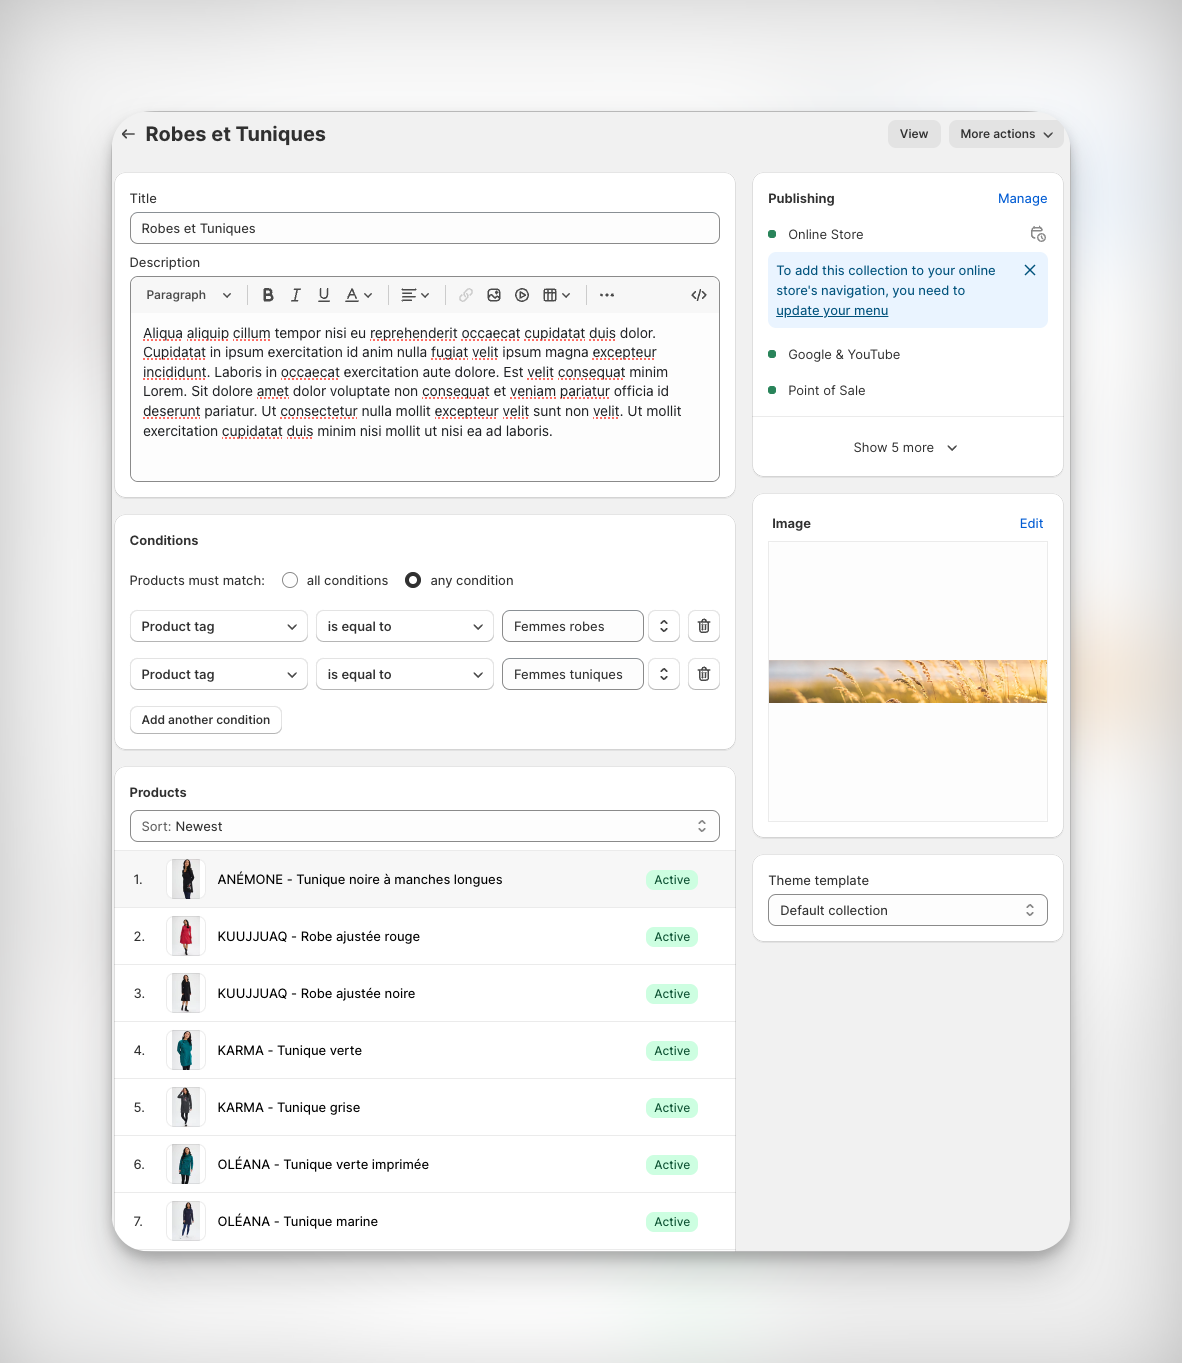 Robes et Tuniques
View
More actions
Title
Robes et Tuniques
Description
Paragraph
B I U A
Aliqua aliquip cillum tempor nisi eu reprehenderit occaecat cupidatat duis dolor.
Cupidatat in ipsum exercitation id anim nulla fugiat velit ipsum magna excepteur
incididunt. Laboris in occaecat exercitation aute dolore. Est velit consequat minim
Lorem. Sit dolore amet dolor voluptate non consequat et veniam pariatur officia id
deserunt pariatur. Ut consectetur nulla mollit excepteur velit sunt non velit. Ut mollit
exercitation cupidatat duis minim nisi mollit ut nisi ea ad laboris.
Conditions
Products must match: all conditions any condition
Product tag is equal to Femmes robes
Product tag is equal to Femmes tuniques
Add another condition
Products
Sort: Newest
1. ANÉMONE - Tunique noire à manches longues Active
2. KUUJJUAQ - Robe ajustée rouge Active
3. KUUJJUAQ - Robe ajustée noire Active
4. KARMA - Tunique verte Active
5. KARMA - Tunique grise Active
6. OLÉANA - Tunique verte imprimée Active
7. OLÉANA - Tunique marine Active
Publishing
Manage
Online Store
To add this collection to your online
store's navigation, you need to
update your menu
Google & YouTube
Point of Sale
Show 5 more
Image
Edit
Theme template
Default collection